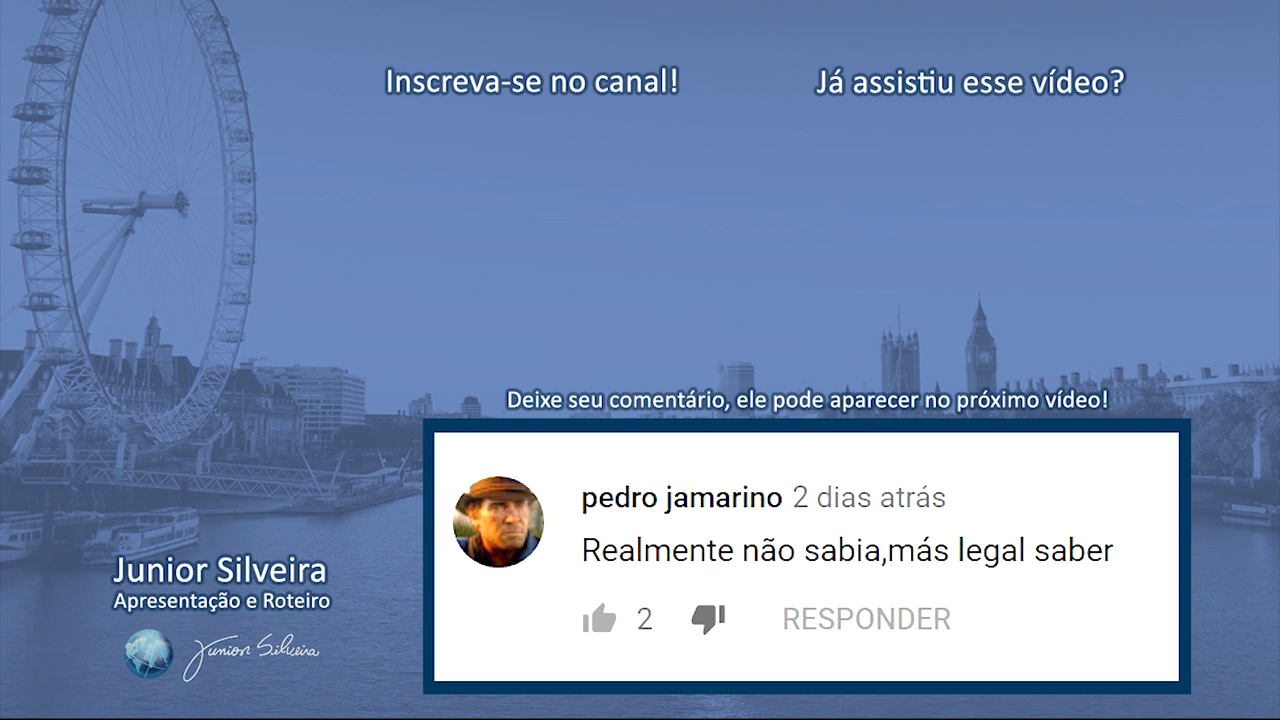 Inscreva-se no canal!
Já assistiu esse vídeo?
Deixe seu comentário, ele pode aparecer no próximo vídeo!
pedro jamarino 2 dias atrás
Realmente não sabia,más legal saber
2 RESPONDER
Junior Silveira
Apresentação e Roteiro
Junior Silveira